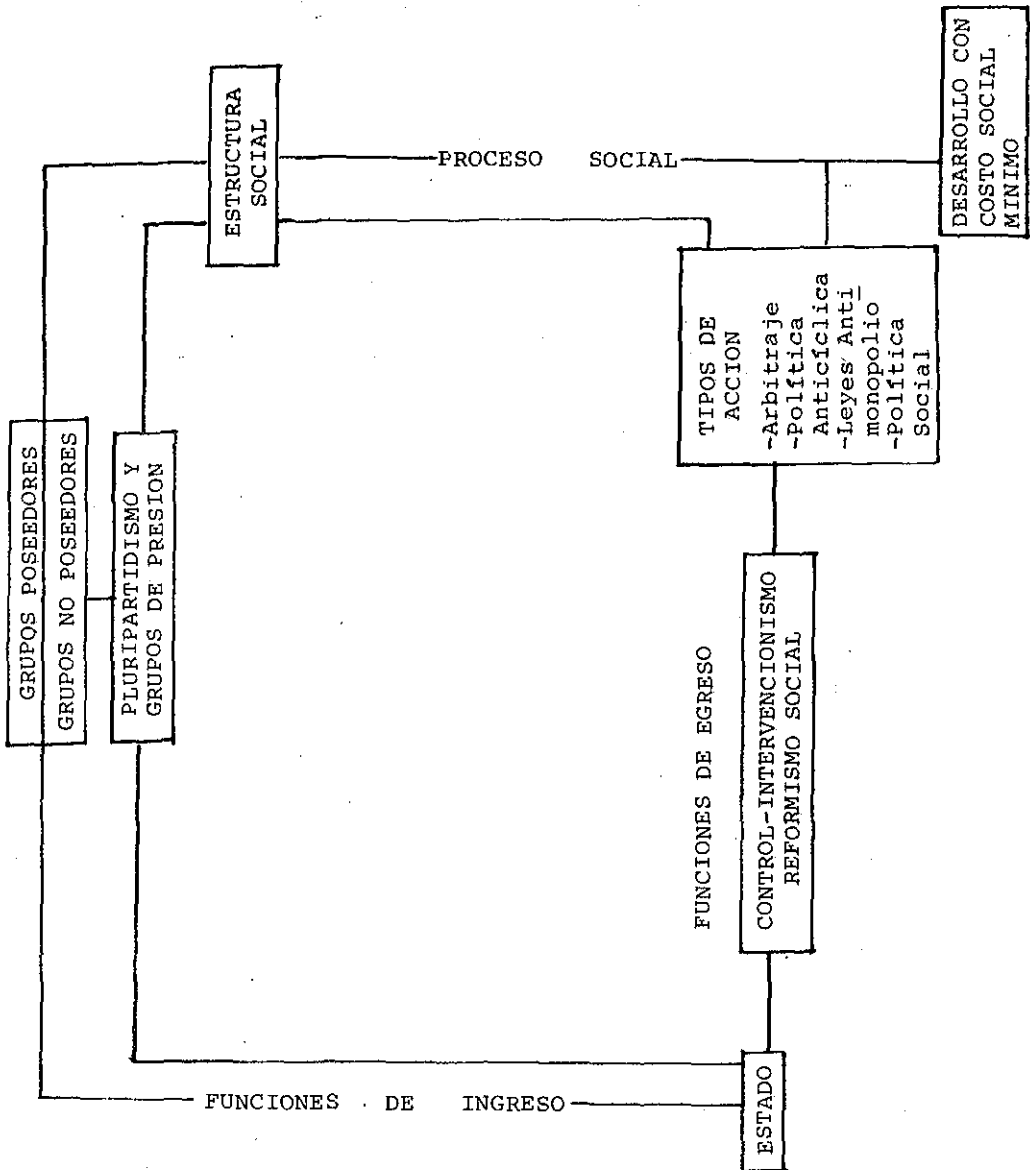 GRUPOS POSEEDORES
GRUPOS NO POSEEDORES
PLURIPARTIDISMO Y
GRUPOS DE PRESION
ESTRUCTURA
SOCIAL
PROCESO SOCIAL
FUNCIONES DE INGRESO
ESTADO
FUNCIONES DE EGRESO
CONTROL-INTERVENCIONISMO
REFORMISMO SOCIAL
TIPOS DE
ACCION
-Arbitraje
-Política
Anticíclica
-Leyes Anti
monopolio
-Política
Social
DESARROLLO CON
COSTO SOCIAL
MINIMO